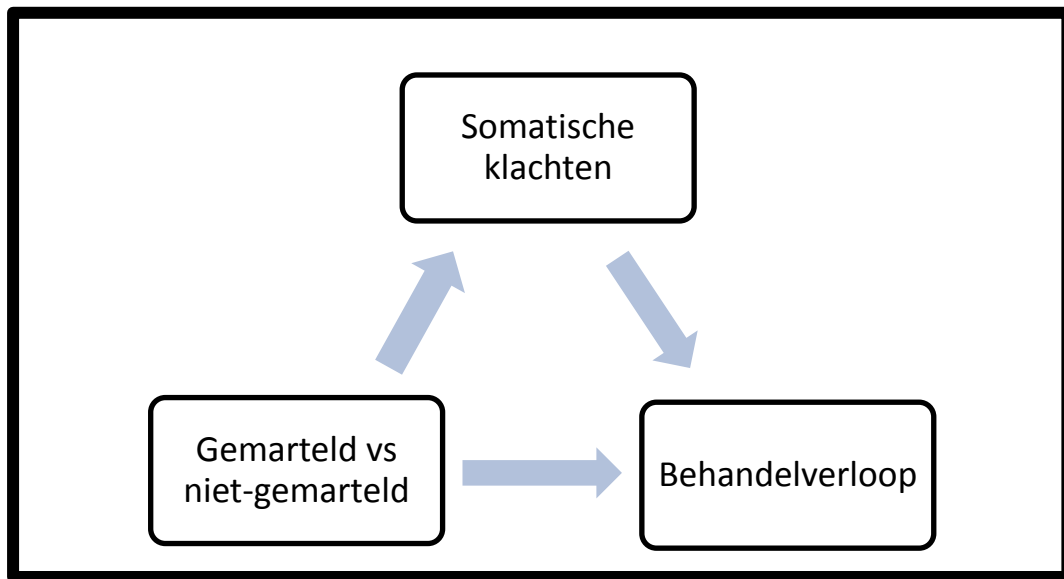 Somatische
klachten
Gemarteld vs
niet-gemarteld
Behandelverloop